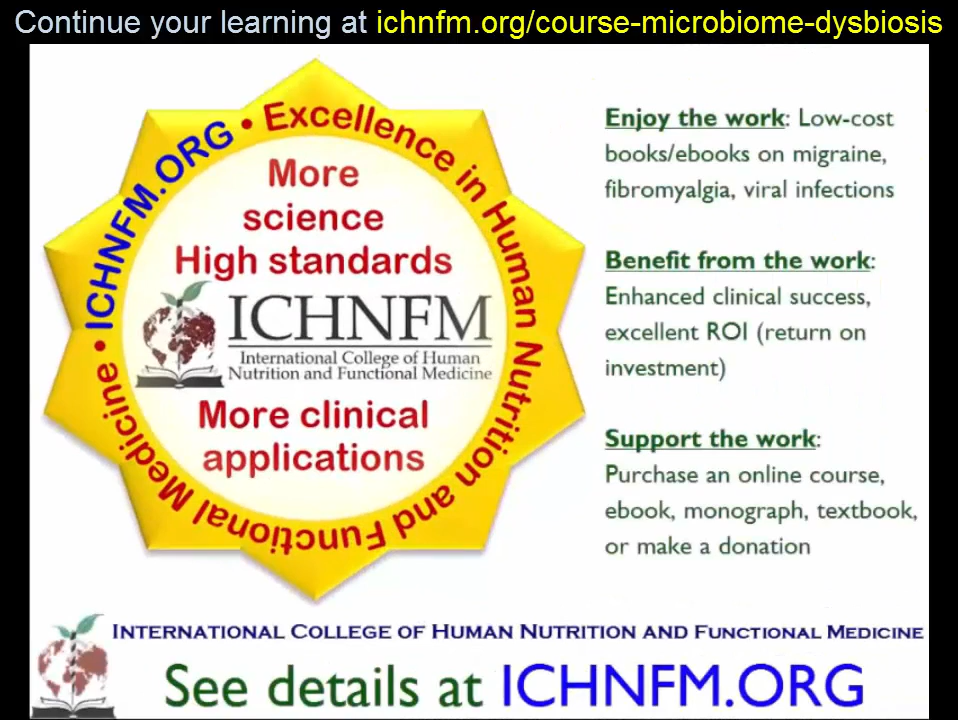 Continue your learning at ichnfm.org/course-microbiome-dysbiosis
ICHNFM.ORG • Excellence in Human Nutrition and Functional Medicine •
More
science
High standards
ICHNFM
International College of Human
Nutrition and Functional Medicine
More clinical
applications
Enjoy the work: Low-cost
books/ebooks on migraine,
fibromyalgia, viral infections
Benefit from the work:
Enhanced clinical success,
excellent ROI (return on
investment)
Support the work:
Purchase an online course,
ebook, monograph, textbook,
or make a donation
INTERNATIONAL COLLEGE OF HUMAN NUTRITION AND FUNCTIONAL MEDICINE
See details at ICHNFM.ORG